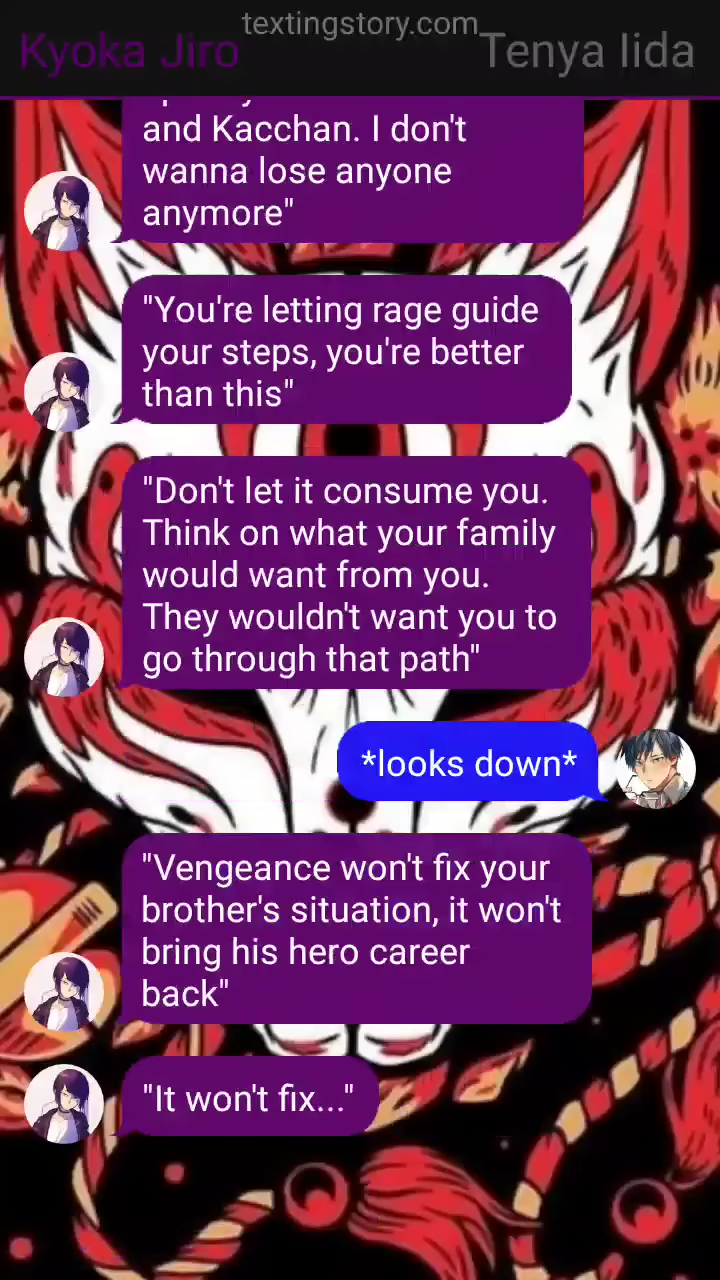 textingstory.com
Kyoka Jiro
Tenya Iida
and Kacchan. I don't
wanna lose anyone
anymore"
"You're letting rage guide
your steps, you're better
than this"
"Don't let it consume you.
Think on what your family
would want from you.
They wouldn't want you to
go through that path"
*looks down*
"Vengeance won't fix your
brother's situation, it won't
bring his hero career
back"
"It won't fix..."